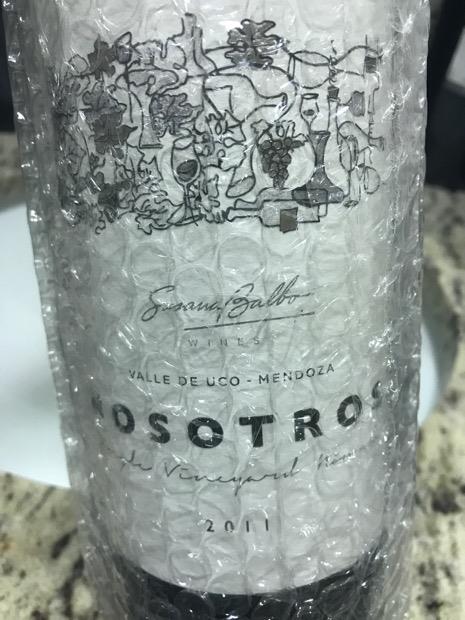 Susana Balbo
WINES
VALLE DE UCO - MENDOZA
NOSOTROS
Vineyard
2011